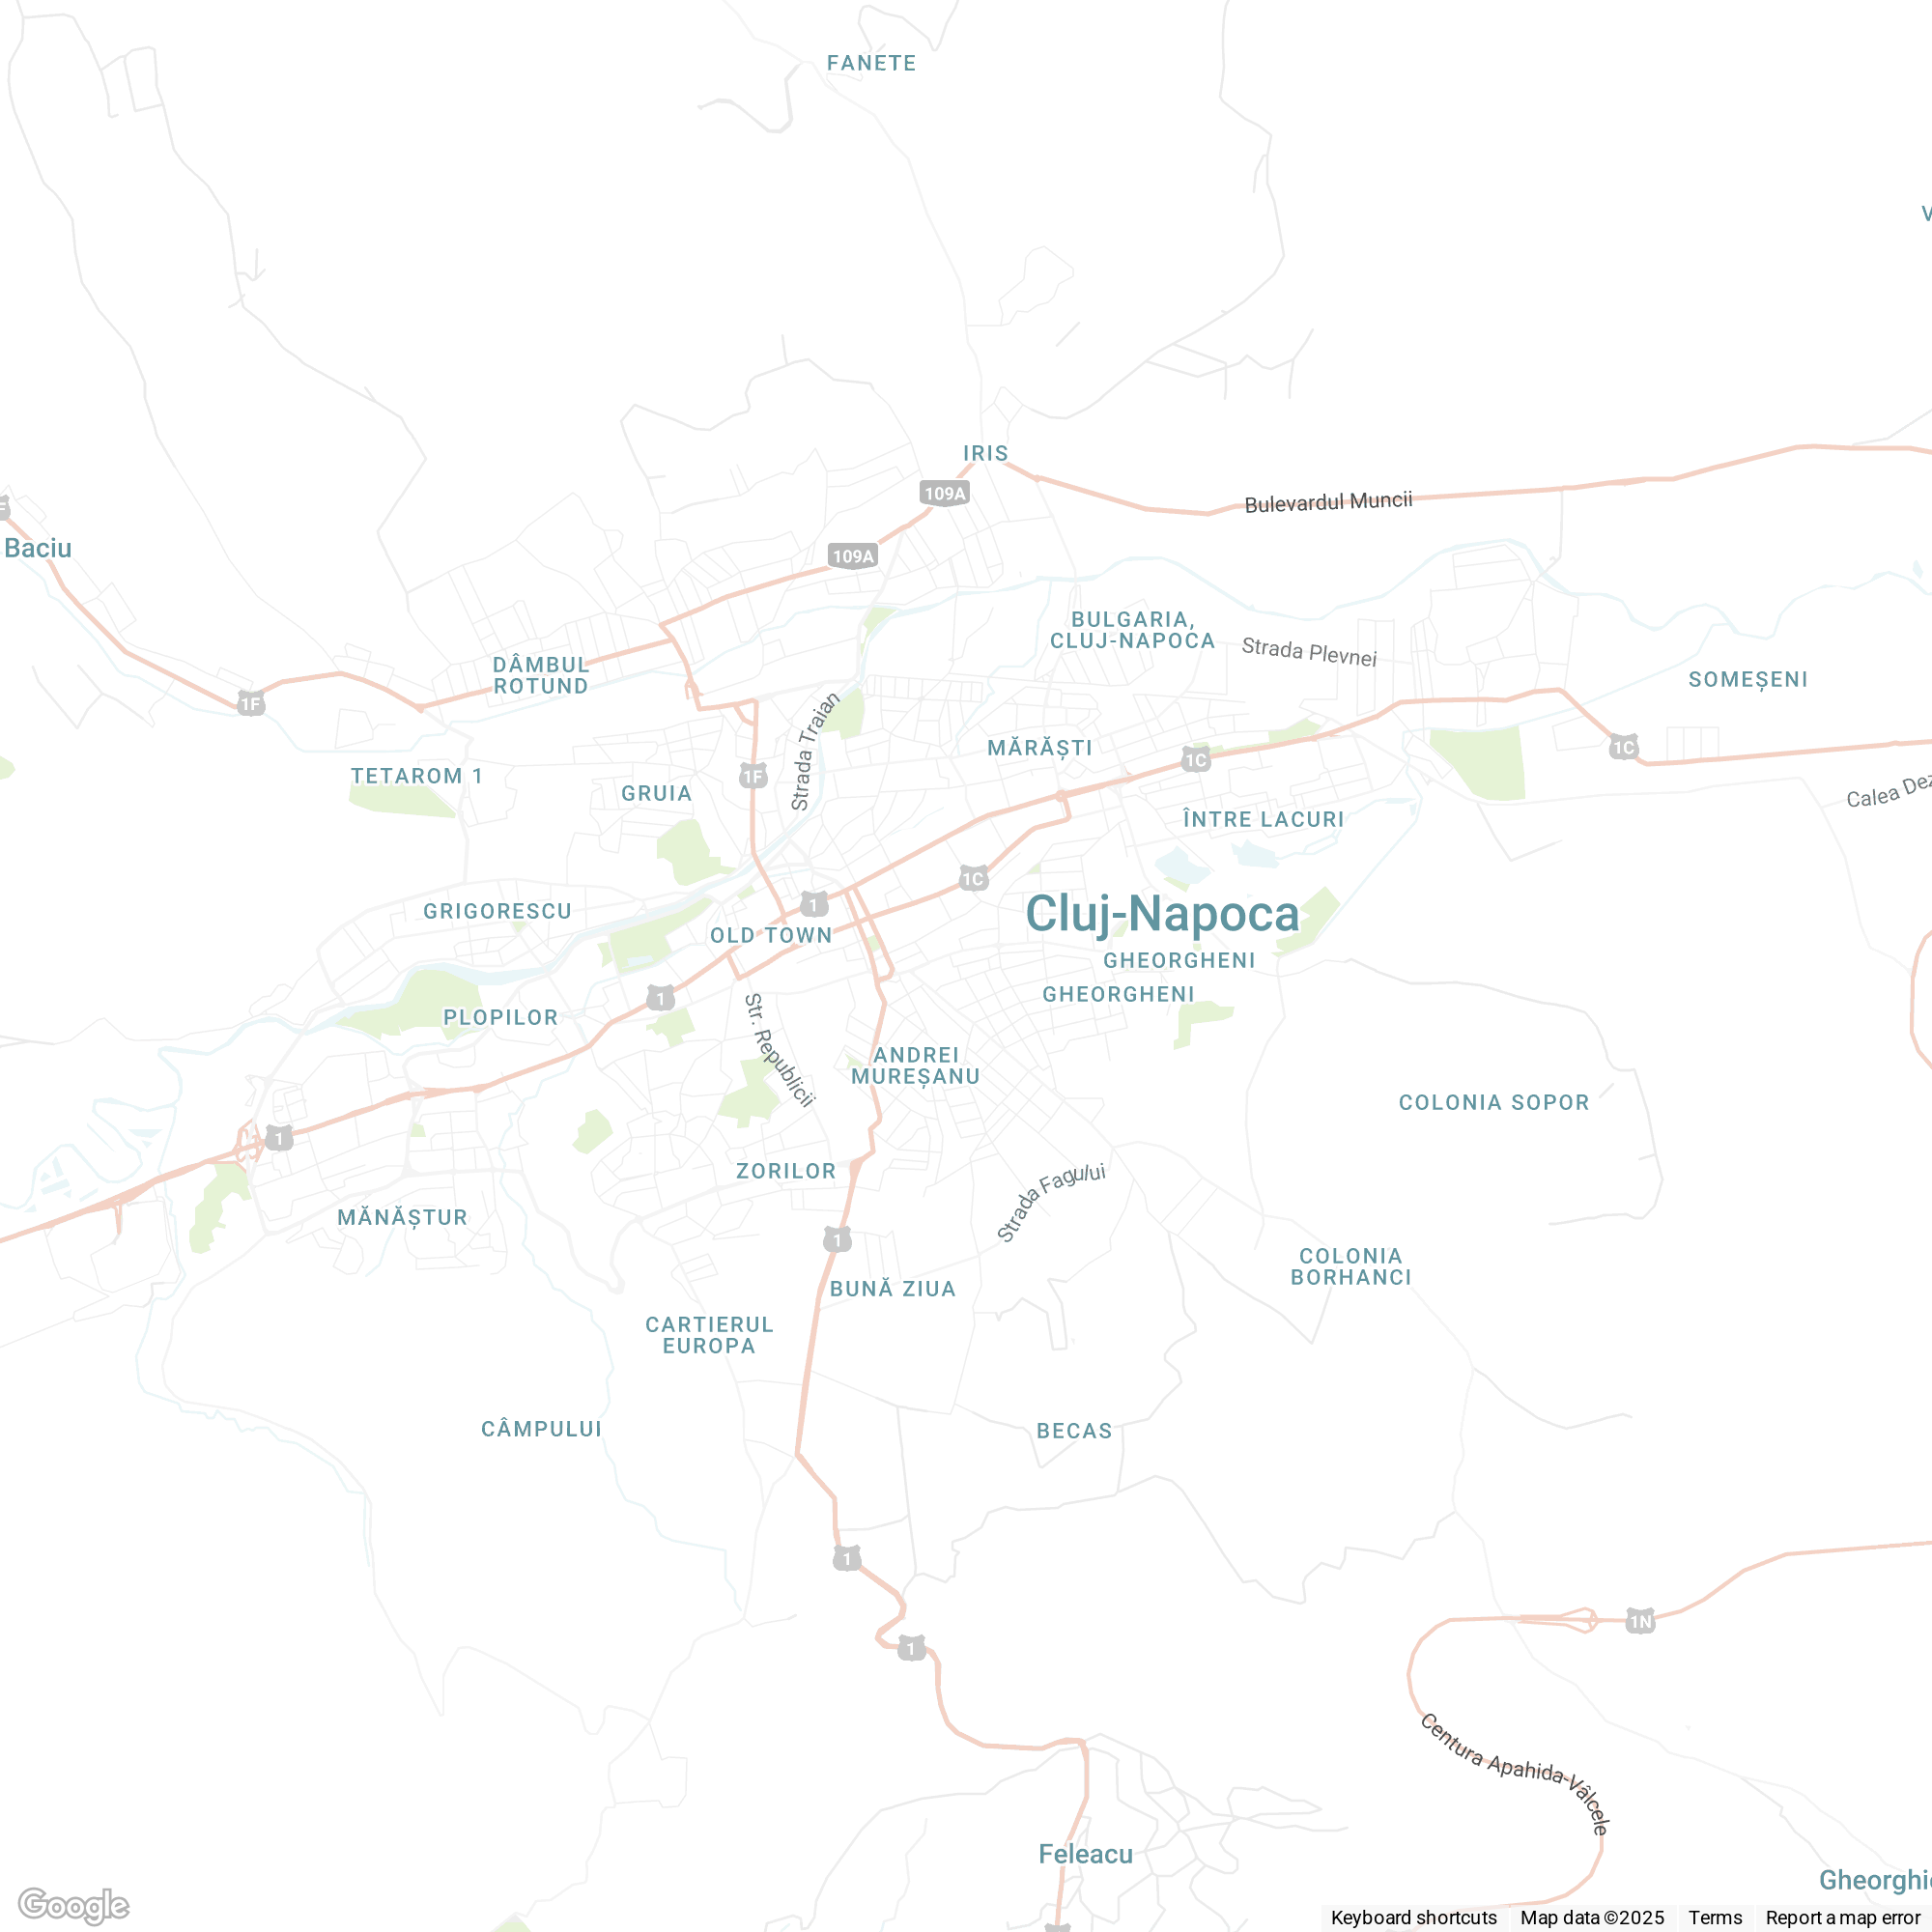 FANETE
IRIS
109A
Bulevardul Muncii
Baciu
109A
BULGARIA,
CLUJ-NAPOCA
Strada Plevnei
DÂMBUL
ROTUND
SOMEȘENI
1F
Strada Traian
MĂRĂȘTI
1C
1C
TETAROM 1
1F
GRUIA
Calea Dez
ÎNTRE LACURI
1C
1
GRIGORESCU
OLD TOWN
Cluj-Napoca
GHEORGHENI
GHEORGHENI
1
PLOPILOR
Str. Republicii
ANDREI
MUREȘANU
COLONIA SOPOR
1
ZORILOR
Strada Fagului
MĂNĂȘTUR
1
COLONIA
BORHANCI
BUNĂ ZIUA
CARTIERUL
EUROPA
CÂMPULUI
BECAS
1
1N
1
Centura Apahida-Vâlcele
Feleacu
Gheorghi
Google
Keyboard shortcuts
Map data ©2025
Terms
Report a map error